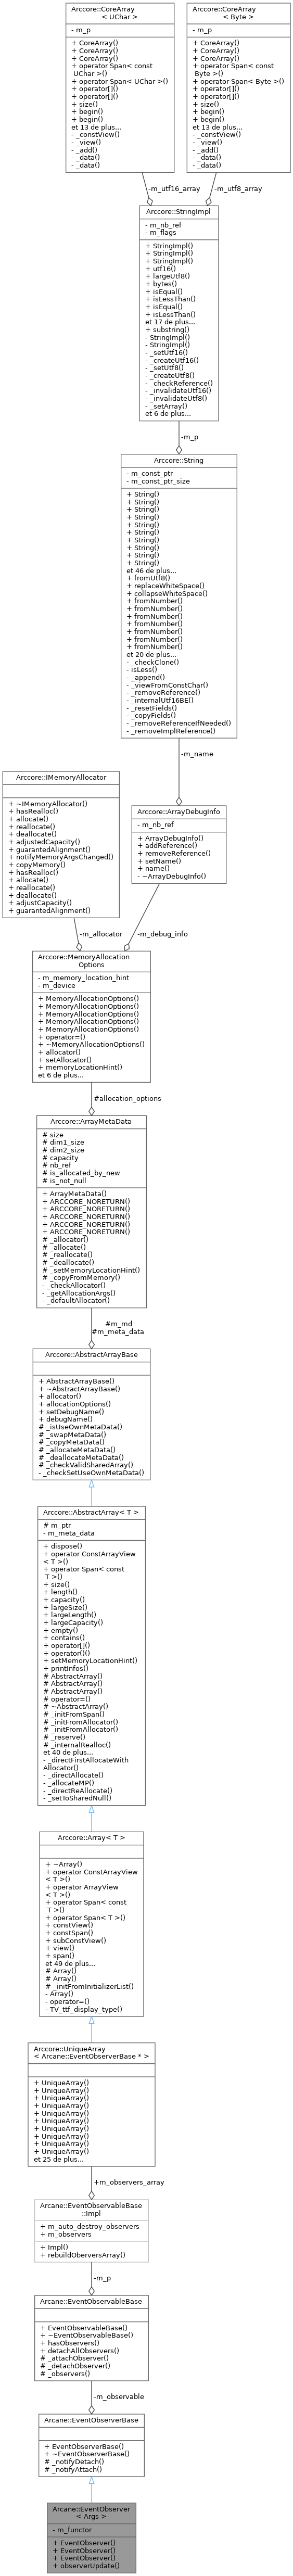 Arccore::CoreArray
< UChar >
- m_p
+ CoreArray()
+ CoreArray()
+ CoreArray()
+ operator Span< const
UChar >()
+ operator Span< UChar >()
+ operator[]()
+ operator[]()
+ size()
+ begin()
+ begin()
et 13 de plus...
- _constView()
- _view()
- _add()
- _data()
- _data()
Arccore::CoreArray
< Byte >
- m_p
+ CoreArray()
+ CoreArray()
+ CoreArray()
+ operator Span< const
Byte >()
+ operator Span< Byte >()
+ operator[]()
+ operator[]()
+ size()
+ begin()
+ begin()
et 13 de plus...
- _constView()
- _view()
- _add()
- _data()
- _data()
-m_utf16_array
-m_utf8_array
Arccore::StringImpl
- m_nb_ref
- m_flags
+ StringImpl()
+ StringImpl()
+ StringImpl()
+ utf16()
+ largeUtf8()
+ bytes()
+ isEqual()
+ isLessThan()
+ isEqual()
+ isLessThan()
et 17 de plus...
+ substring()
- StringImpl()
- StringImpl()
- _setUtf16()
- _createUtf16()
- _setUtf8()
- _createUtf8()
- _checkReference()
- _invalidateUtf16()
- _invalidateUtf8()
- _setArray()
et 6 de plus...
-m_p
Arccore::String
- m_const_ptr
- m_const_ptr_size
+ String()
+ String()
+ String()
+ String()
+ String()
+ String()
+ String()
+ String()
+ String()
+ String()
et 46 de plus...
+ fromUtf8()
+ replaceWhiteSpace()
+ collapseWhiteSpace()
+ fromNumber()
+ fromNumber()
+ fromNumber()
+ fromNumber()
+ fromNumber()
+ fromNumber()
+ fromNumber()
et 20 de plus...
- _checkClone()
- isLess()
- _append()
- _viewFromConstChar()
- _removeReference()
- _internalUtf16BE()
- _resetFields()
- _copyFields()
- _removeReferenceIfNeeded()
- _removeImplReference()
-m_name
Arccore::IMemoryAllocator
+ ~IMemoryAllocator()
+ hasRealloc()
+ allocate()
+ reallocate()
+ deallocate()
+ adjustedCapacity()
+ guarantedAlignment()
+ notifyMemoryArgsChanged()
+ copyMemory()
+ hasRealloc()
+ allocate()
+ reallocate()
+ deallocate()
+ adjustCapacity()
+ guarantedAlignment()
Arccore::ArrayDebugInfo
- m_nb_ref
+ ArrayDebugInfo()
+ addReference()
+ removeReference()
+ setName()
+ name()
- ~ArrayDebugInfo()
-m_allocator
-m_debug_info
Arccore::MemoryAllocation
Options
- m_memory_location_hint
- m_device
+ MemoryAllocationOptions()
+ MemoryAllocationOptions()
+ MemoryAllocationOptions()
+ MemoryAllocationOptions()
+ MemoryAllocationOptions()
+ operator=()
+ ~MemoryAllocationOptions()
+ allocator()
+ setAllocator()
+ memoryLocationHint()
et 6 de plus...
#allocation_options
Arccore::ArrayMetaData
# size
# dim1_size
# dim2_size
# capacity
# nb_ref
# is_allocated_by_new
# is_not_null
+ ArrayMetaData()
+ ARCCORE_NORETURN()
+ ARCCORE_NORETURN()
+ ARCCORE_NORETURN()
+ ARCCORE_NORETURN()
+ ARCCORE_NORETURN()
# _allocator()
# _allocate()
# _reallocate()
# _deallocate()
# _setMemoryLocationHint()
# _copyFromMemory()
- _checkAllocator()
- _getAllocationArgs()
- _defaultAllocator()
#m_md
#m_meta_data
Arccore::AbstractArrayBase
+ AbstractArrayBase()
+ ~AbstractArrayBase()
+ allocator()
+ allocationOptions()
+ setDebugName()
+ debugName()
# _isUseOwnMetaData()
# _swapMetaData()
# _copyMetaData()
# _allocateMetaData()
# _deallocateMetaData()
# _checkValidSharedArray()
- _checkSetUseOwnMetaData()
Arccore::AbstractArray< T >
# m_ptr
- m_meta_data
+ dispose()
+ operator ConstArrayView
< T >()
+ operator Span< const
T >()
+ size()
+ length()
+ capacity()
+ largeSize()
+ largeLength()
+ largeCapacity()
+ empty()
+ contains()
+ operator[]()
+ operator()()
+ setMemoryLocationHint()
+ printInfos()
# AbstractArray()
# AbstractArray()
# AbstractArray()
# operator=()
# ~AbstractArray()
# _initFromSpan()
# _initFromAllocator()
# _initFromAllocator()
# _reserve()
# _internalRealloc()
et 40 de plus...
- _directFirstAllocateWith
Allocator()
- _directAllocate()
- _allocateMP()
- _directReAllocate()
- _setToSharedNull()
Arccore::Array< T >
+ ~Array()
+ operator ConstArrayView
< T >()
+ operator ArrayView
< T >()
+ operator Span< const
T >()
+ operator Span< T >()
+ constView()
+ constSpan()
+ subConstView()
+ view()
+ span()
et 49 de plus...
# Array()
# Array()
# _initFromInitializerList()
- Array()
- operator=()
- TV_ttf_display_type()
Arccore::UniqueArray
< Arcane::EventObserverBase * >
+ UniqueArray()
+ UniqueArray()
+ UniqueArray()
+ UniqueArray()
+ UniqueArray()
+ UniqueArray()
+ UniqueArray()
+ UniqueArray()
+ UniqueArray()
+ UniqueArray()
et 25 de plus...
+m_observers_array
Arcane::EventObservableBase
::Impl
+ m_auto_destroy_observers
+ m_observers
+ Impl()
+ rebuildOberversArray()
-m_p
Arcane::EventObservableBase
+ EventObservableBase()
+ ~EventObservableBase()
+ hasObservers()
+ detachAllObservers()
# _attachObserver()
# _detachObserver()
# _observers()
-m_observable
Arcane::EventObserverBase
+ EventObserverBase()
+ ~EventObserverBase()
# _notifyDetach()
# _notifyAttach()
Arcane::EventObserver
< Args >
- m_functor
+ EventObserver()
+ EventObserver()
+ EventObserver()
+ observerUpdate()